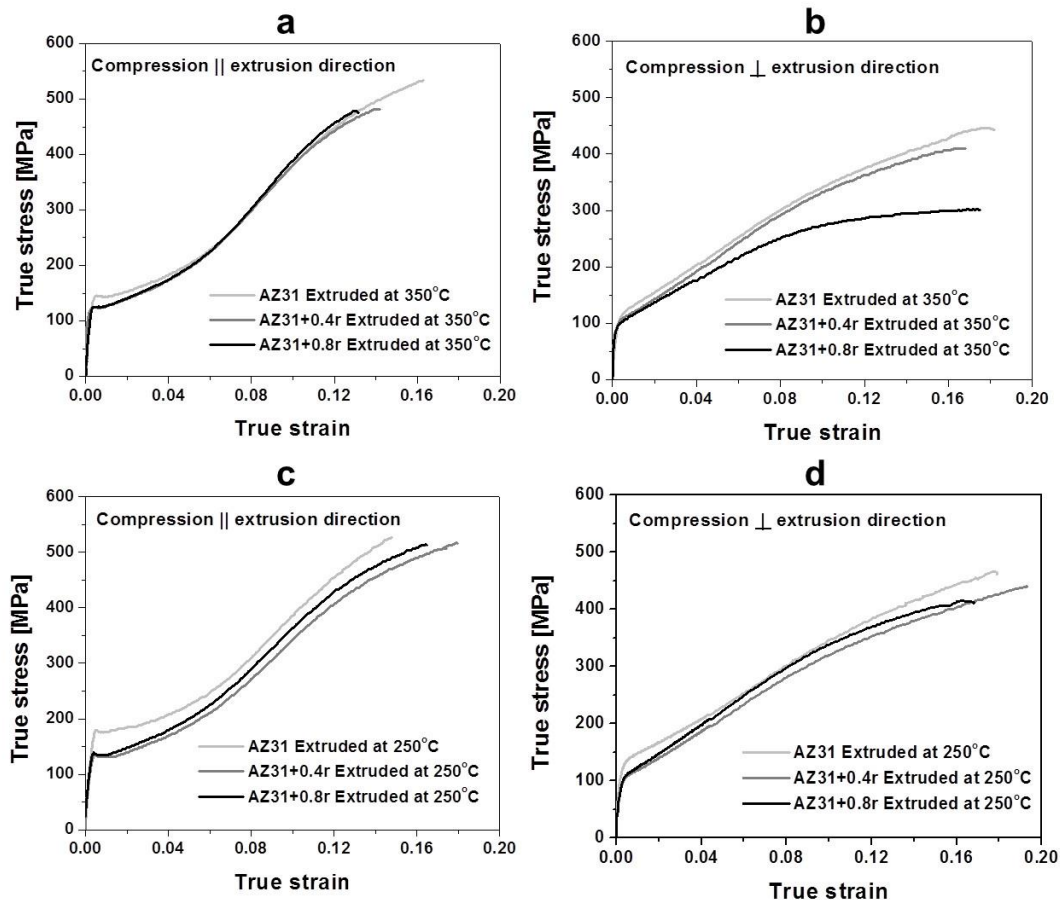 a
600
500
400
300
200
100
0
True stress [MPa]
Compression || extrusion direction
AZ31 Extruded at 350°C
AZ31+0.4r Extruded at 350°C
AZ31+0.8r Extruded at 350°C
0.00 0.04 0.08 0.12 0.16 0.20
True strain
b
600
500
400
300
200
100
0
True stress [MPa]
Compression ⊥ extrusion direction
AZ31 Extruded at 350°C
AZ31+0.4r Extruded at 350°C
AZ31+0.8r Extruded at 350°C
0.00 0.04 0.08 0.12 0.16 0.20
True strain
c
600
500
400
300
200
100
0
True stress [MPa]
Compression || extrusion direction
AZ31 Extruded at 250°C
AZ31+0.4r Extruded at 250°C
AZ31+0.8r Extruded at 250°C
0.00 0.04 0.08 0.12 0.16 0.20
True strain
d
600
500
400
300
200
100
0
True stress [MPa]
Compression ⊥ extrusion direction
AZ31 Extruded at 250°C
AZ31+0.4r Extruded at 250°C
AZ31+0.8r Extruded at 250°C
0.00 0.04 0.08 0.12 0.16 0.20
True strain